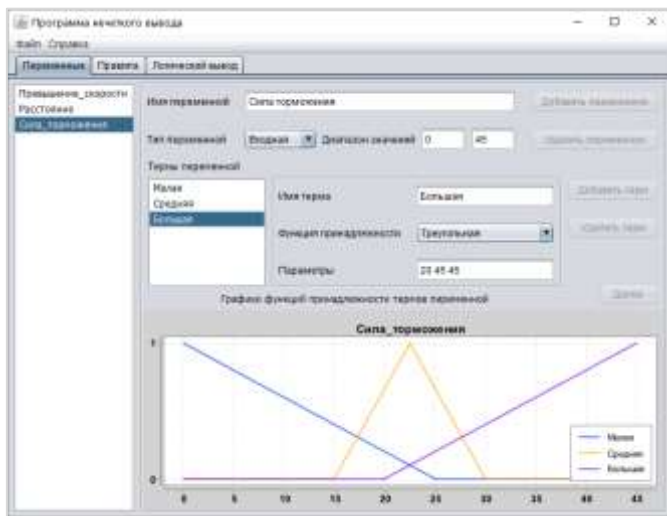 Программа нечеткого вывода
Файл Справка
Переменные Правила Логический вывод
Превышение_скорости
Расстояние
Сила_торможения
Имя переменной Сила торможения Добавить переменную
Тип переменной Входная Диапазон значений 0 45 Удалить переменную
Термы переменной
Малая
Средняя
Большая
Имя терма Большая Добавить терм
Функция принадлежности Треугольная Удалить терм
Параметры 20 45 45
Далее
Графики функций принадлежности термов переменной
Сила_торможения
1
0
0 5 10 15 20 25 30 35 40 45
Малая
Средняя
Большая